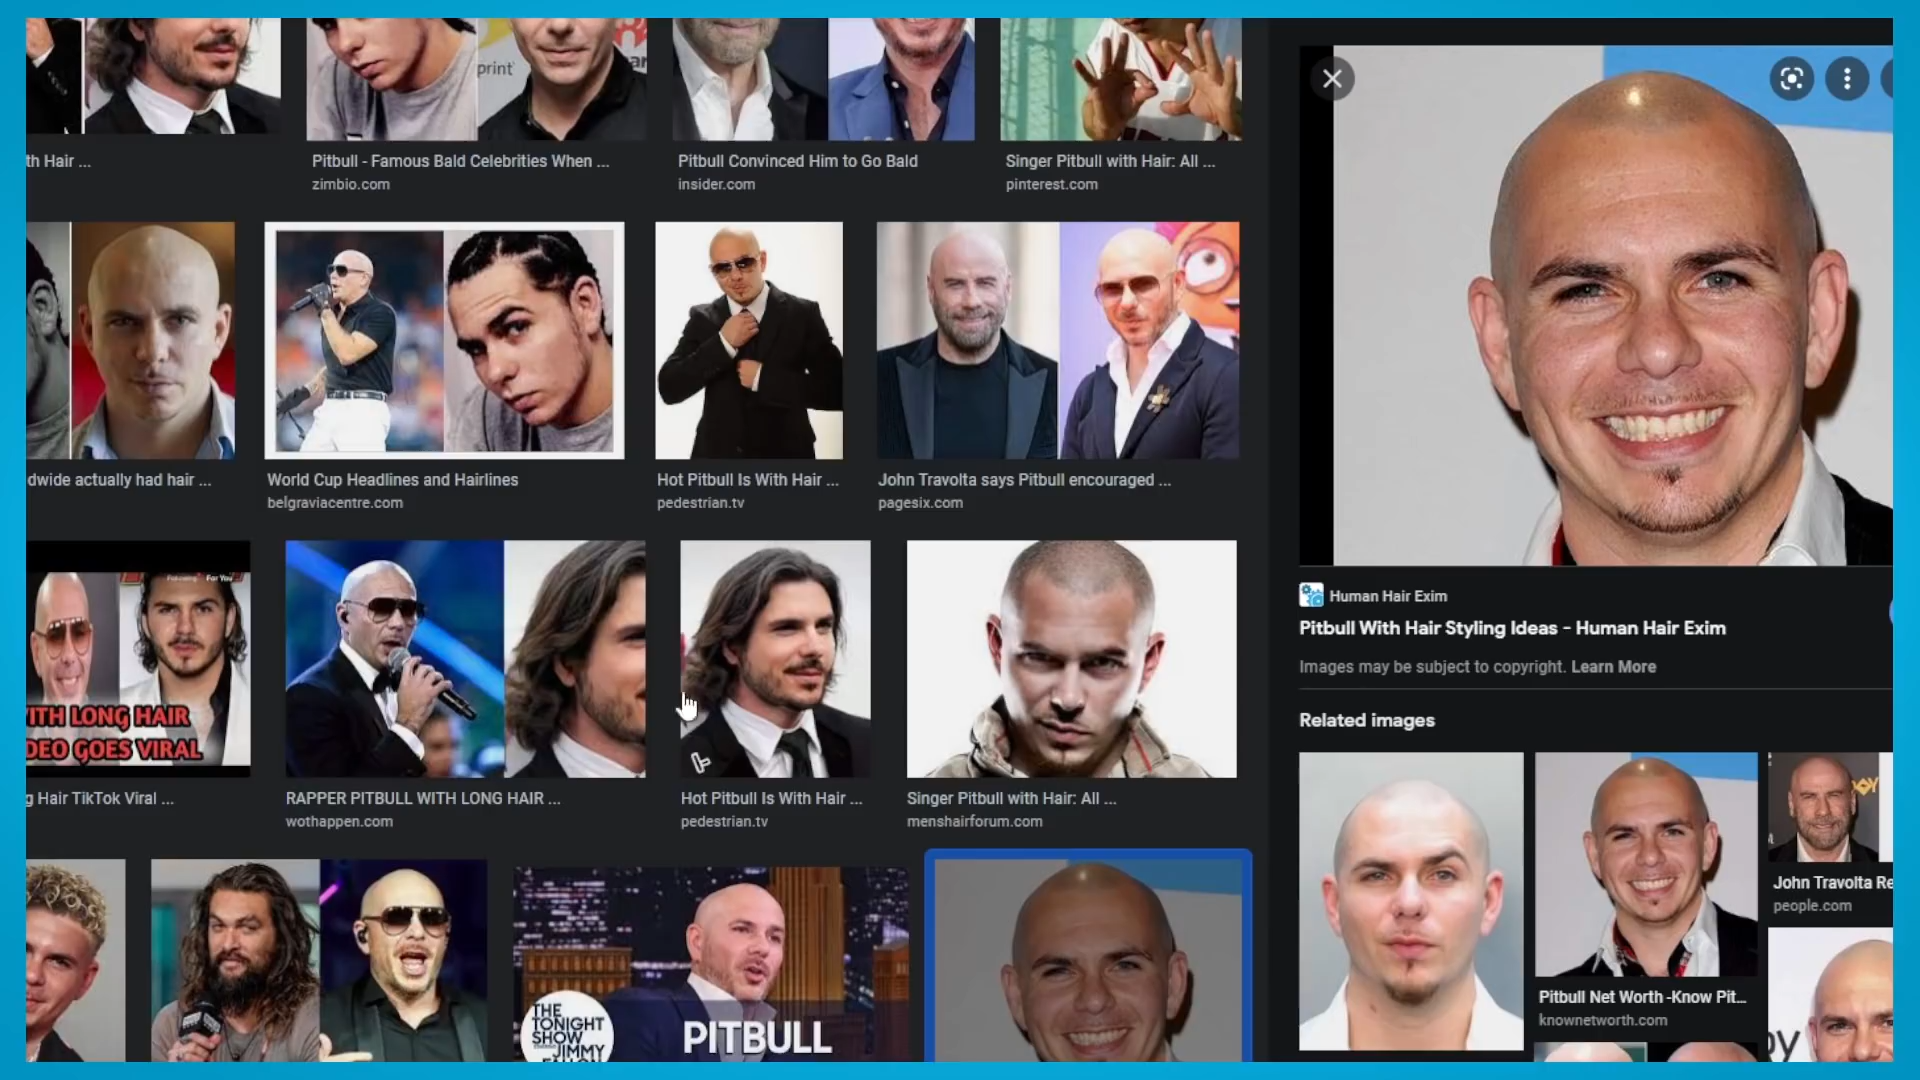 print
th Hair ...
Pitbull - Famous Bald Celebrities When ...
zimbio.com
Pitbull Convinced Him to Go Bald
insider.com
Singer Pitbull with Hair: All ...
pinterest.com
dwide actually had hair ...
World Cup Headlines and Hairlines
belgraviacentre.com
Hot Pitbull Is With Hair ...
pedestrian.tv
John Travolta says Pitbull encouraged ...
pagesix.com
Following For You
ITH LONG HAIR
DEO GOES VIRAL
g Hair TikTok Viral ...
RAPPER PITBULL WITH LONG HAIR ...
wothappen.com
Hot Pitbull Is With Hair ...
pedestrian.tv
Singer Pitbull with Hair: All ...
menshairforum.com
THE
TONIGHT
SHOW
JIMMY
PITBULL
Human Hair Exim
Pitbull With Hair Styling Ideas - Human Hair Exim
Images may be subject to copyright. Learn More
Related images
John Travolta Re
people.com
Pitbull Net Worth -Know Pit...
knownetworth.com
by